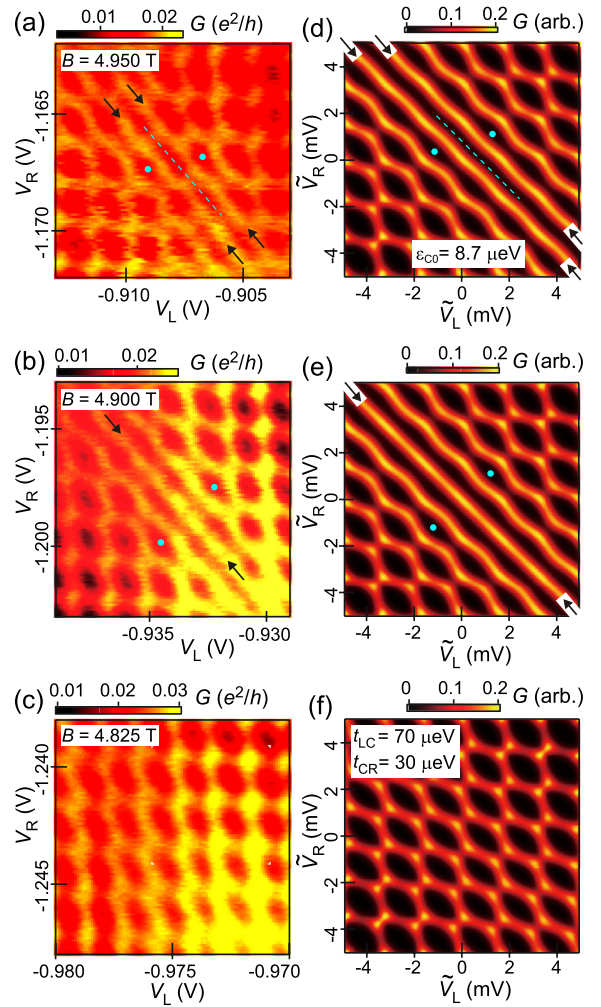 (a)
0.01 0.02 G (e²/h)
B = 4.950 T
-1.165
-1.170
V_R (V)
-0.910 -0.905
V_L (V)
(d)
0 0.1 0.2 G (arb.)
4
2
0
-2
-4
Ṽ_R (mV)
ε_C0 = 8.7 μeV
-4 -2 0 2 4
Ṽ_L (mV)
(b)
0.01 0.02 G (e²/h)
B = 4.900 T
-1.195
-1.200
V_R (V)
-0.935 -0.930
V_L (V)
(e)
0 0.1 0.2 G (arb.)
4
2
0
-2
-4
Ṽ_R (mV)
-4 -2 0 2 4
Ṽ_L (mV)
(c)
0.01 0.02 0.03 G (e²/h)
B = 4.825 T
-1.240
-1.245
V_R (V)
-0.980 -0.975 -0.970
V_L (V)
(f)
0 0.1 0.2 G (arb.)
t_LC = 70 μeV
t_CR = 30 μeV
4
2
0
-2
-4
Ṽ_R (mV)
-4 -2 0 2 4
Ṽ_L (mV)